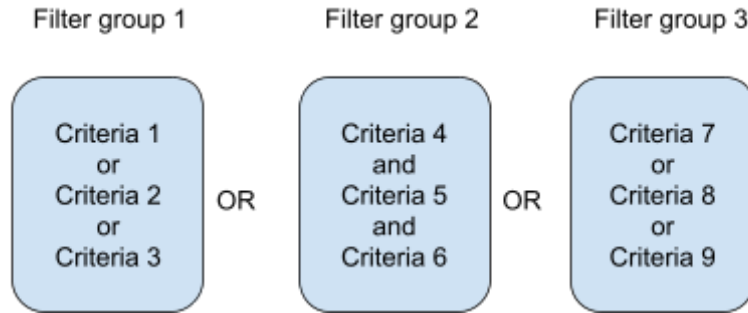 Filter group 1
Filter group 2
Filter group 3
Criteria 1
or
Criteria 2
or
Criteria 3
OR
Criteria 4
and
Criteria 5
and
Criteria 6
OR
Criteria 7
or
Criteria 8
or
Criteria 9